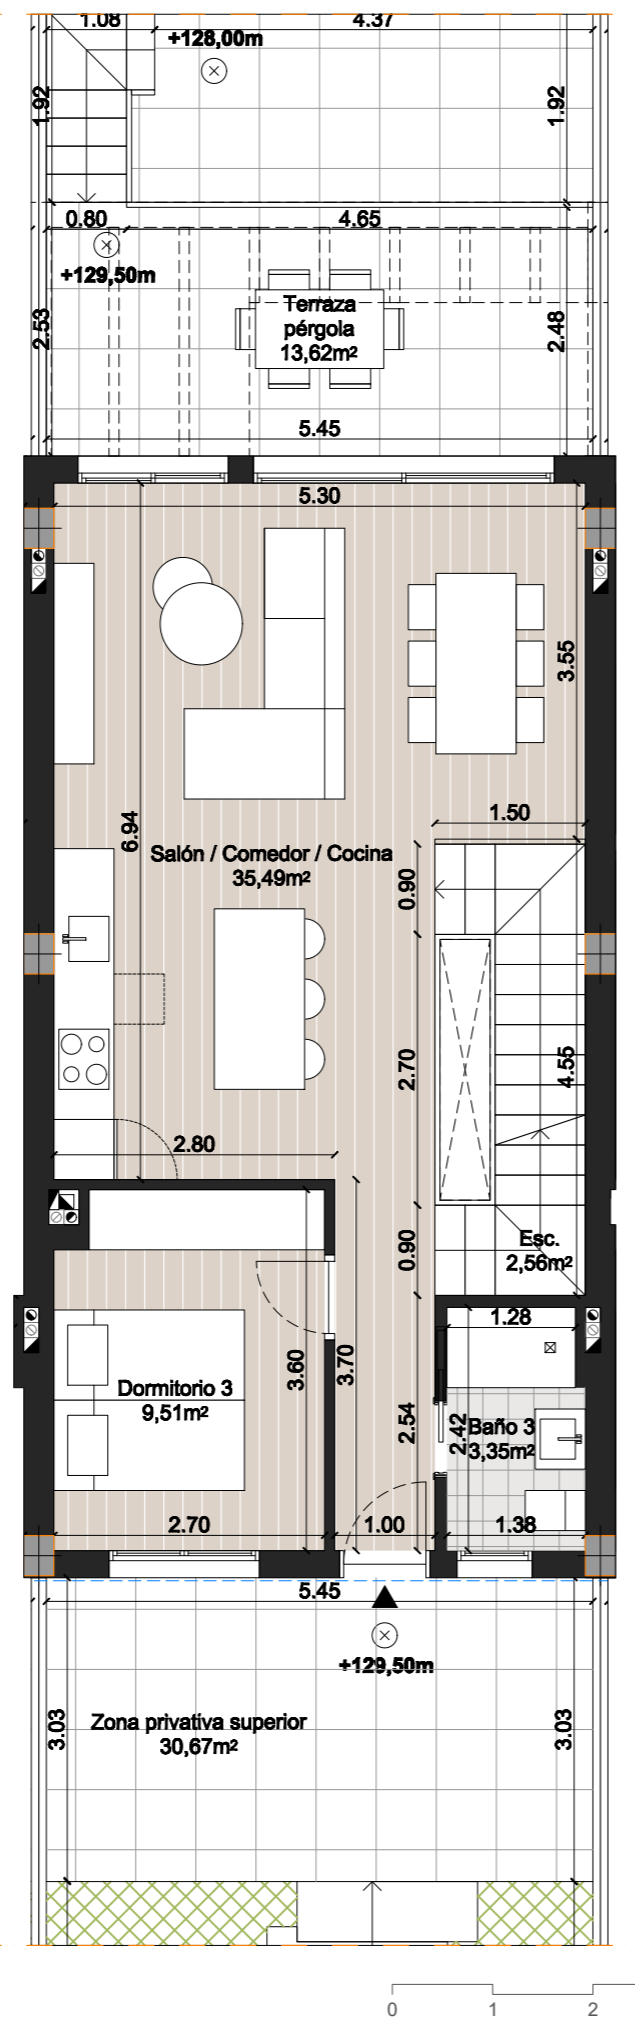 1.08
4.37
+128,00m
1.92
1.92
0.80
4.65
+129,50m
Terraza
pérgola
13,62m²
2.53
2.48
5.45
5.30
3.55
6.94
1.50
Salón / Comedor / Cocina
35,49m²
0.90
2.70
4.55
2.80
0.90
Esc.
2,56m²
1.28
3.60
3.70
Dormitorio 3
9,51m²
2.54
2.42
Baño 3
3,35m²
2.70
1.00
1.38
5.45
+129,50m
3.03
3.03
Zona privativa superior
30,67m²
0 1 2